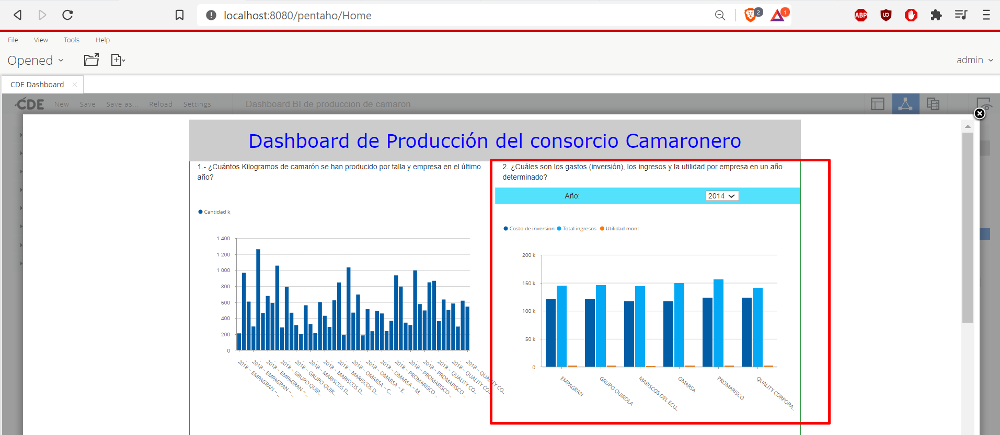 localhost:8080/pentaho/Home
2
1
ABP
File View Tools Help
Opened
admin
CDE Dashboard
CDE New Save Save as... Reload Settings Dashboard BI de produccion de camaron
Dashboard de Producción del consorcio Camaronero
1.- ¿Cuántos Kilogramos de camarón se han producido por talla y empresa en el último
año?
Cantidad k
1 400
1 200
1 000
800
600
400
200
0
2018 ~ EMPAGRAN ~ ..
2018 ~ EMPAGRAN ~ ..
2018 ~ EMPAGRAN ~ ..
2018 ~ GRUPO QUIR..
2018 ~ GRUPO QUIR..
2018 ~ MARISCOS D..
2018 ~ MARISCOS D..
2018 ~ MARISCOS D..
2018 ~ OMARSA ~ C..
2018 ~ OMARSA ~ E..
2018 ~ OMARSA ~ M..
2018 ~ PROMARISCO ..
2018 ~ PROMARISCO ..
2018 ~ PROMARISCO ..
2018 ~ QUALITY CO..
2018 ~ QUALITY CO..
2018 ~ QUALITY CO..
2. ¿Cuáles son los gastos (inversión), los ingresos y la utilidad por empresa en un año
determinado?
Año: 2014
Costo de inversion Total ingresos Utilidad mont
200 k
150 k
100 k
50 k
0
EMPAGRAN
GRUPO QUIROLA
MARISCOS DEL ECU..
OMARSA
PROMARISCO
QUALITY CORPORA..